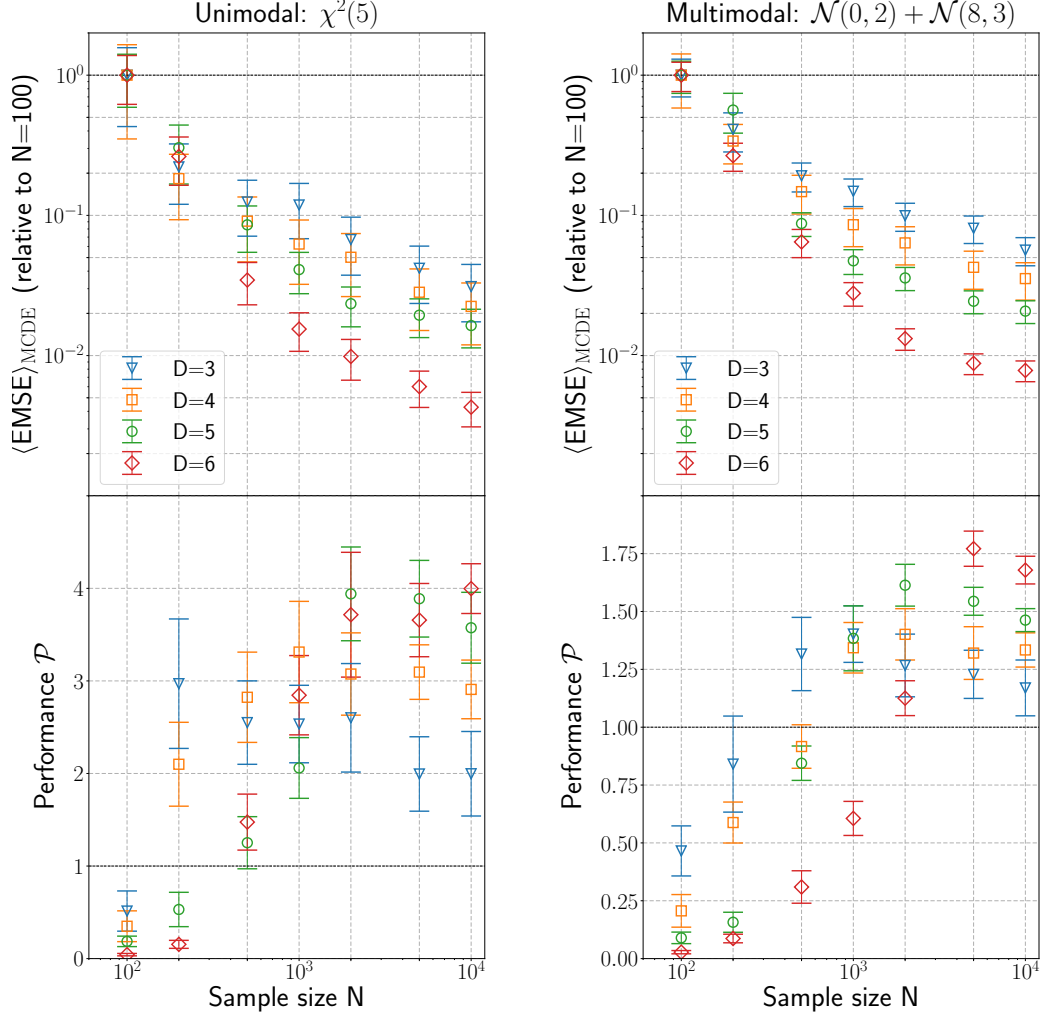 Unimodal: χ²(5)
⟨EMSE⟩MCDE (relative to N=100)
10⁰
10⁻¹
10⁻²
D=3
D=4
D=5
D=6
Performance 𝒫
4
3
2
1
0
10² 10³ 10⁴
Sample size N
Multimodal: 𝒩(0, 2) + 𝒩(8, 3)
⟨EMSE⟩MCDE (relative to N=100)
10⁰
10⁻¹
10⁻²
D=3
D=4
D=5
D=6
Performance 𝒫
1.75
1.50
1.25
1.00
0.75
0.50
0.25
0.00
10² 10³ 10⁴
Sample size N